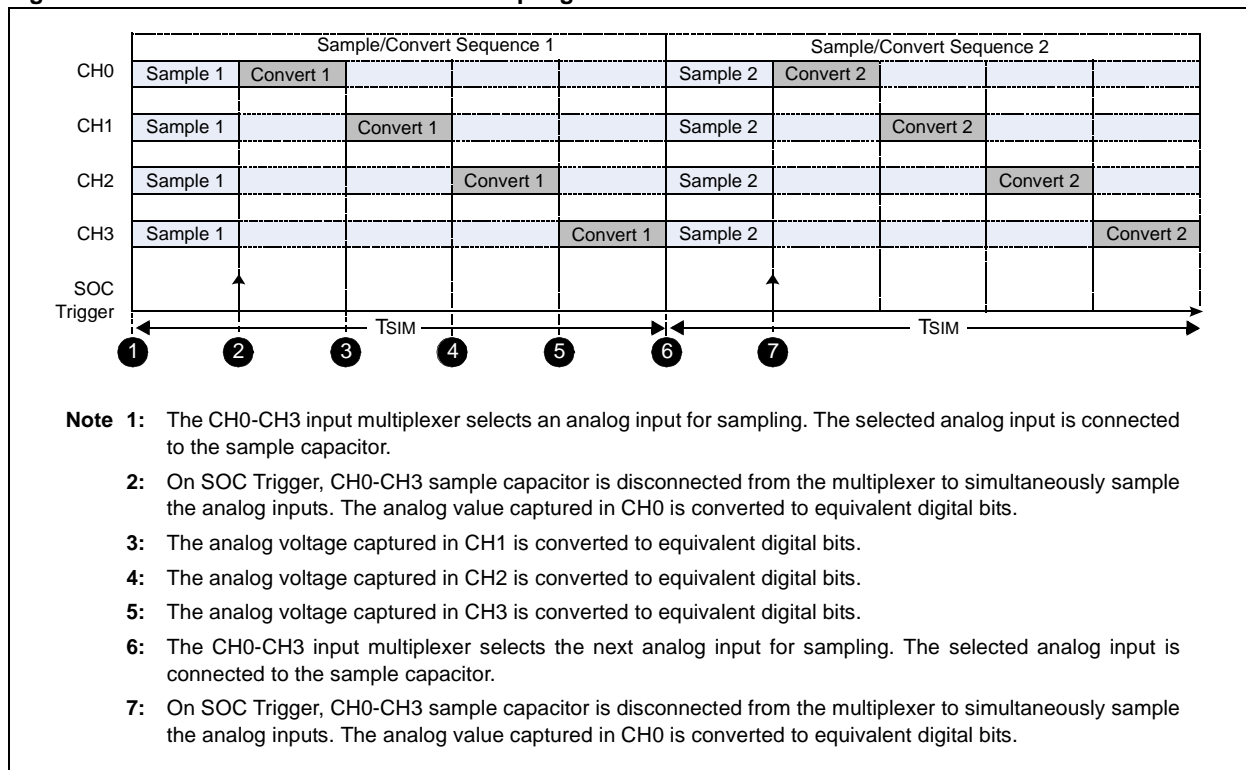 Sample/Convert Sequence 1 Sample/Convert Sequence 2
CH0 Sample 1 Convert 1 Sample 2 Convert 2
CH1 Sample 1 Convert 1 Sample 2 Convert 2
CH2 Sample 1 Convert 1 Sample 2 Convert 2
CH3 Sample 1 Convert 1 Sample 2 Convert 2
SOC
Trigger
TSIM TSIM
1 2 3 4 5 6 7
Note 1: The CH0-CH3 input multiplexer selects an analog input for sampling. The selected analog input is connected
to the sample capacitor.
2: On SOC Trigger, CH0-CH3 sample capacitor is disconnected from the multiplexer to simultaneously sample
the analog inputs. The analog value captured in CH0 is converted to equivalent digital bits.
3: The analog voltage captured in CH1 is converted to equivalent digital bits.
4: The analog voltage captured in CH2 is converted to equivalent digital bits.
5: The analog voltage captured in CH3 is converted to equivalent digital bits.
6: The CH0-CH3 input multiplexer selects the next analog input for sampling. The selected analog input is
connected to the sample capacitor.
7: On SOC Trigger, CH0-CH3 sample capacitor is disconnected from the multiplexer to simultaneously sample
the analog inputs. The analog value captured in CH0 is converted to equivalent digital bits.